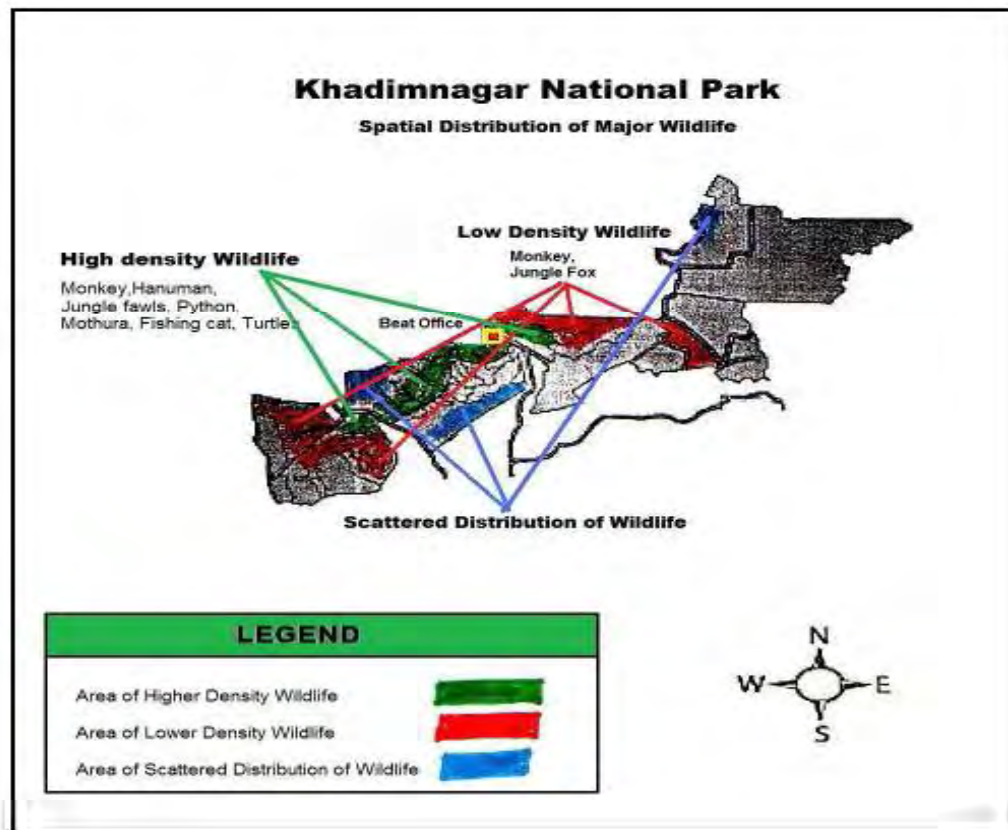 Khadimnagar National Park
Spatial Distribution of Major Wildlife
Low Density Wildlife
Monkey,
Jungle Fox
High density Wildlife
Monkey,Hanuman,
Jungle fawls, Python,
Mothura, Fishing cat, Turtles
Beat Office
Scattered Distribution of Wildlife
LEGEND
Area of Higher Density Wildlife
Area of Lower Density Wildlife
Area of Scattered Distribution of Wildlife
N
W E
S